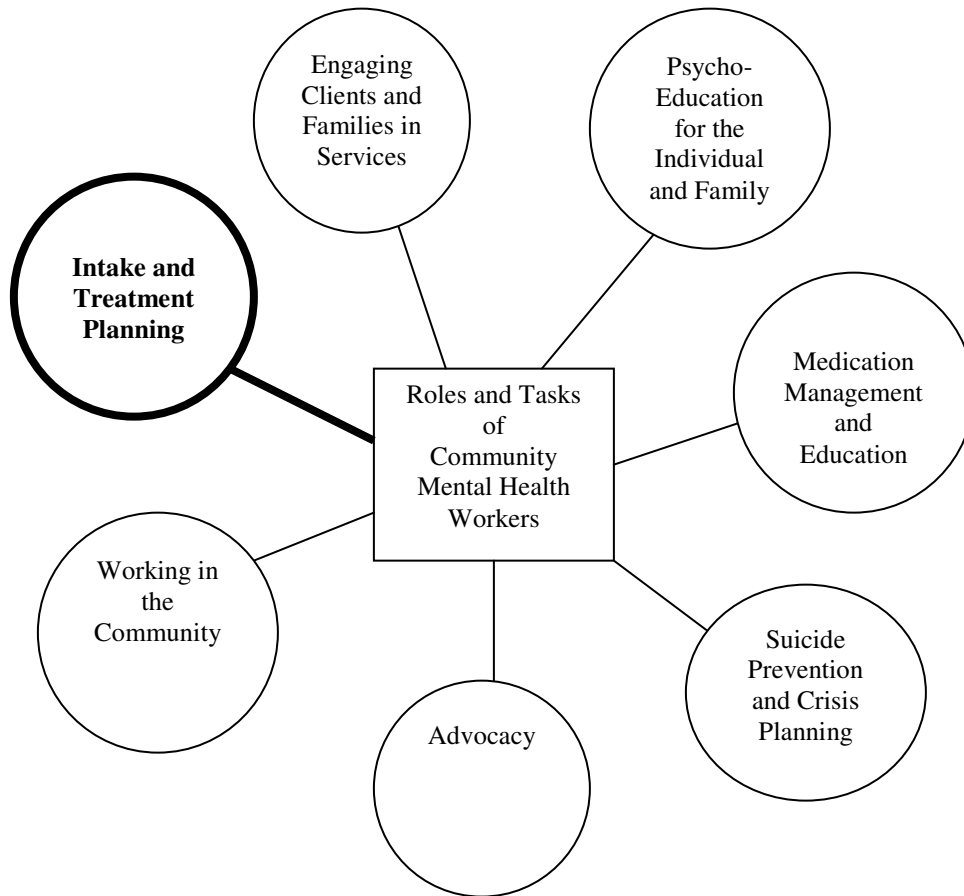 Engaging
Clients and
Families in
Services
Psycho-
Education
for the
Individual
and Family
Intake and
Treatment
Planning
Medication
Management
and
Education
Roles and Tasks
of
Community
Mental Health
Workers
Working in
the
Community
Suicide
Prevention
and Crisis
Planning
Advocacy